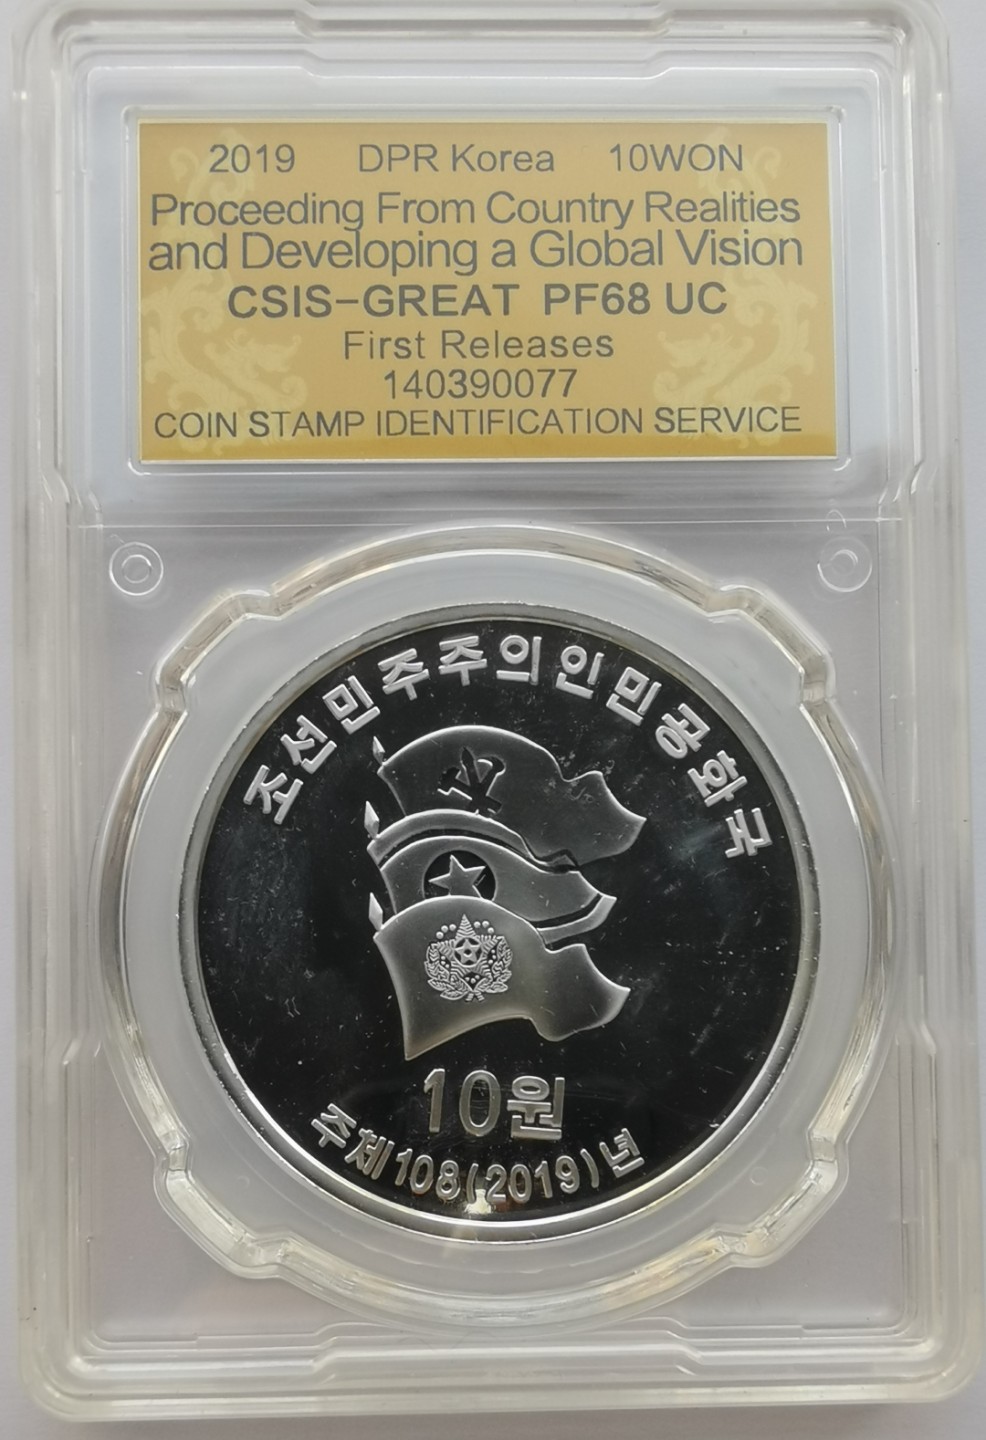 2019 DPR Korea 10WON
Proceeding From Country Realities
and Developing a Global Vision
CSIS-GREAT PF68 UC
First Releases
140390077
COIN STAMP IDENTIFICATION SERVICE
조선민주주의인민공화국
10원
주체108(2019)년